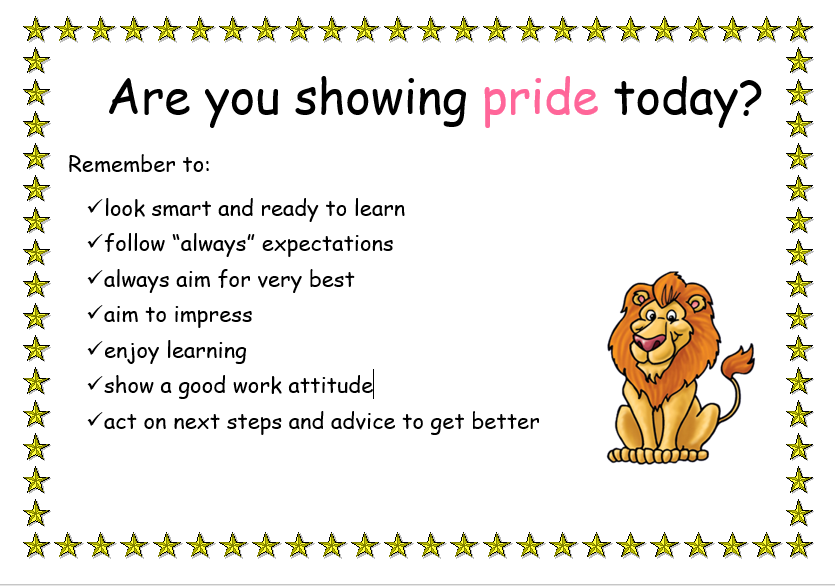 Are you showing pride today?
Remember to:
✓look smart and ready to learn
✓follow “always” expectations
✓always aim for very best
✓aim to impress
✓enjoy learning
✓show a good work attitude
✓act on next steps and advice to get better